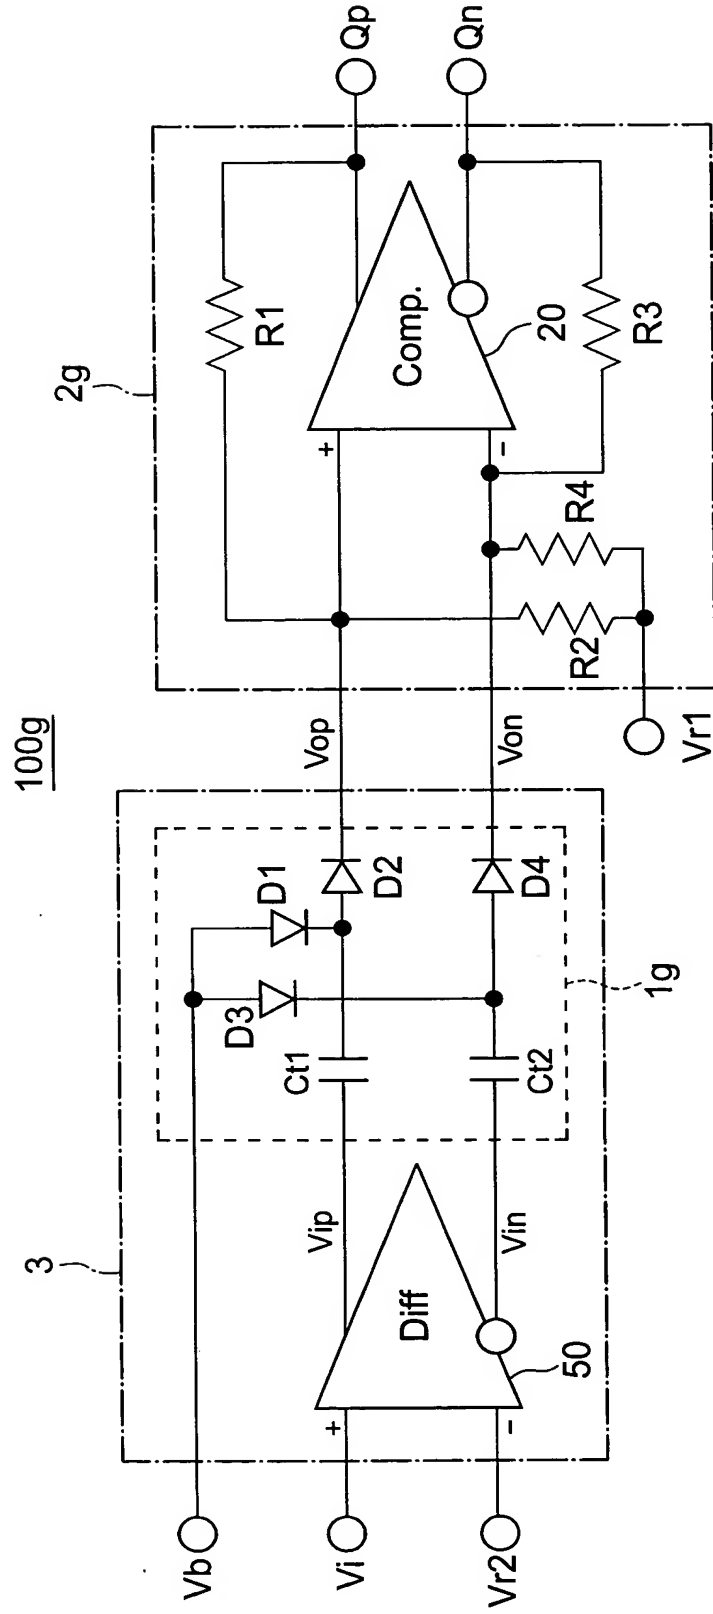 100g
3
2g
Vb
Vi
Vr2
+
-
Diff
50
Vip
Vin
D3
D1
Ct1
Ct2
D2
D4
1g
Vop
Von
Vr1
R2
R4
R1
+
-
Comp.
20
R3
Qp
Qn